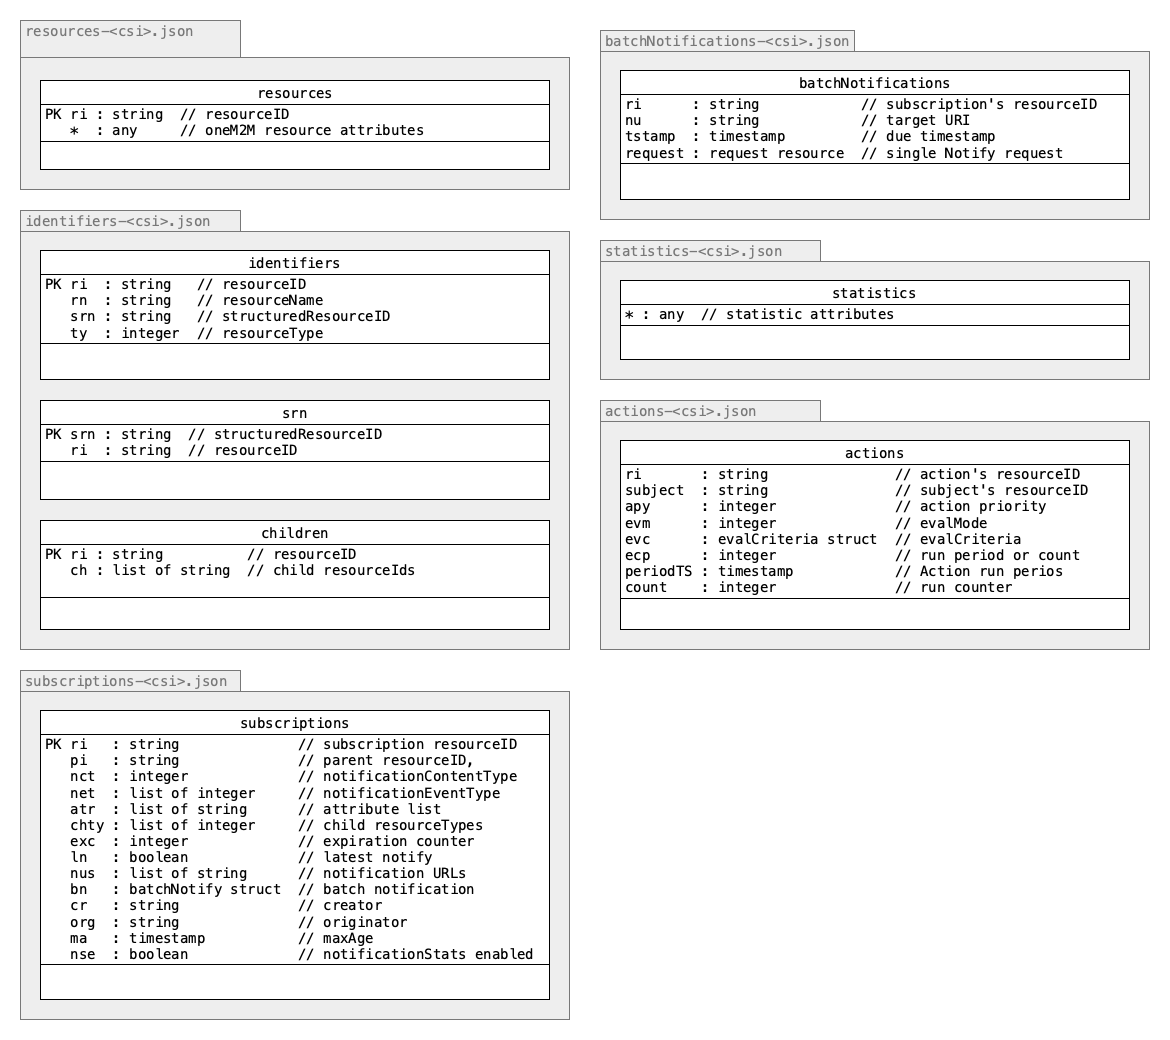 resources-<csi>.json
resources
PK ri : string  // resourceID
   *  : any     // oneM2M resource attributes
identifiers-<csi>.json
identifiers
PK ri  : string   // resourceID
   rn  : string   // resourceName
   srn : string   // structuredResourceID
   ty  : integer  // resourceType
srn
PK srn : string  // structuredResourceID
   ri  : string  // resourceID
children
PK ri : string          // resourceID
   ch : list of string  // child resourceIds
subscriptions-<csi>.json
subscriptions
PK ri   : string              // subscription resourceID
   pi   : string              // parent resourceID,
   nct  : integer             // notificationContentType
   net  : list of integer     // notificationEventType
   atr  : list of string      // attribute list
   chty : list of integer     // child resourceTypes
   exc  : integer             // expiration counter
   ln   : boolean             // latest notify
   nus  : list of string      // notification URLs
   bn   : batchNotify struct  // batch notification
   cr   : string              // creator
   org  : string              // originator
   ma   : timestamp           // maxAge
   nse  : boolean             // notificationStats enabled
batchNotifications-<csi>.json
batchNotifications
ri      : string            // subscription's resourceID
nu      : string            // target URI
tstamp  : timestamp         // due timestamp
request : request resource  // single Notify request
statistics-<csi>.json
statistics
* : any  // statistic attributes
actions-<csi>.json
actions
ri       : string               // action's resourceID
subject  : string               // subject's resourceID
apy      : integer              // action priority
evm      : integer              // evalMode
evc      : evalCriteria struct  // evalCriteria
ecp      : integer              // run period or count
periodTS : timestamp            // Action run perios
count    : integer              // run counter